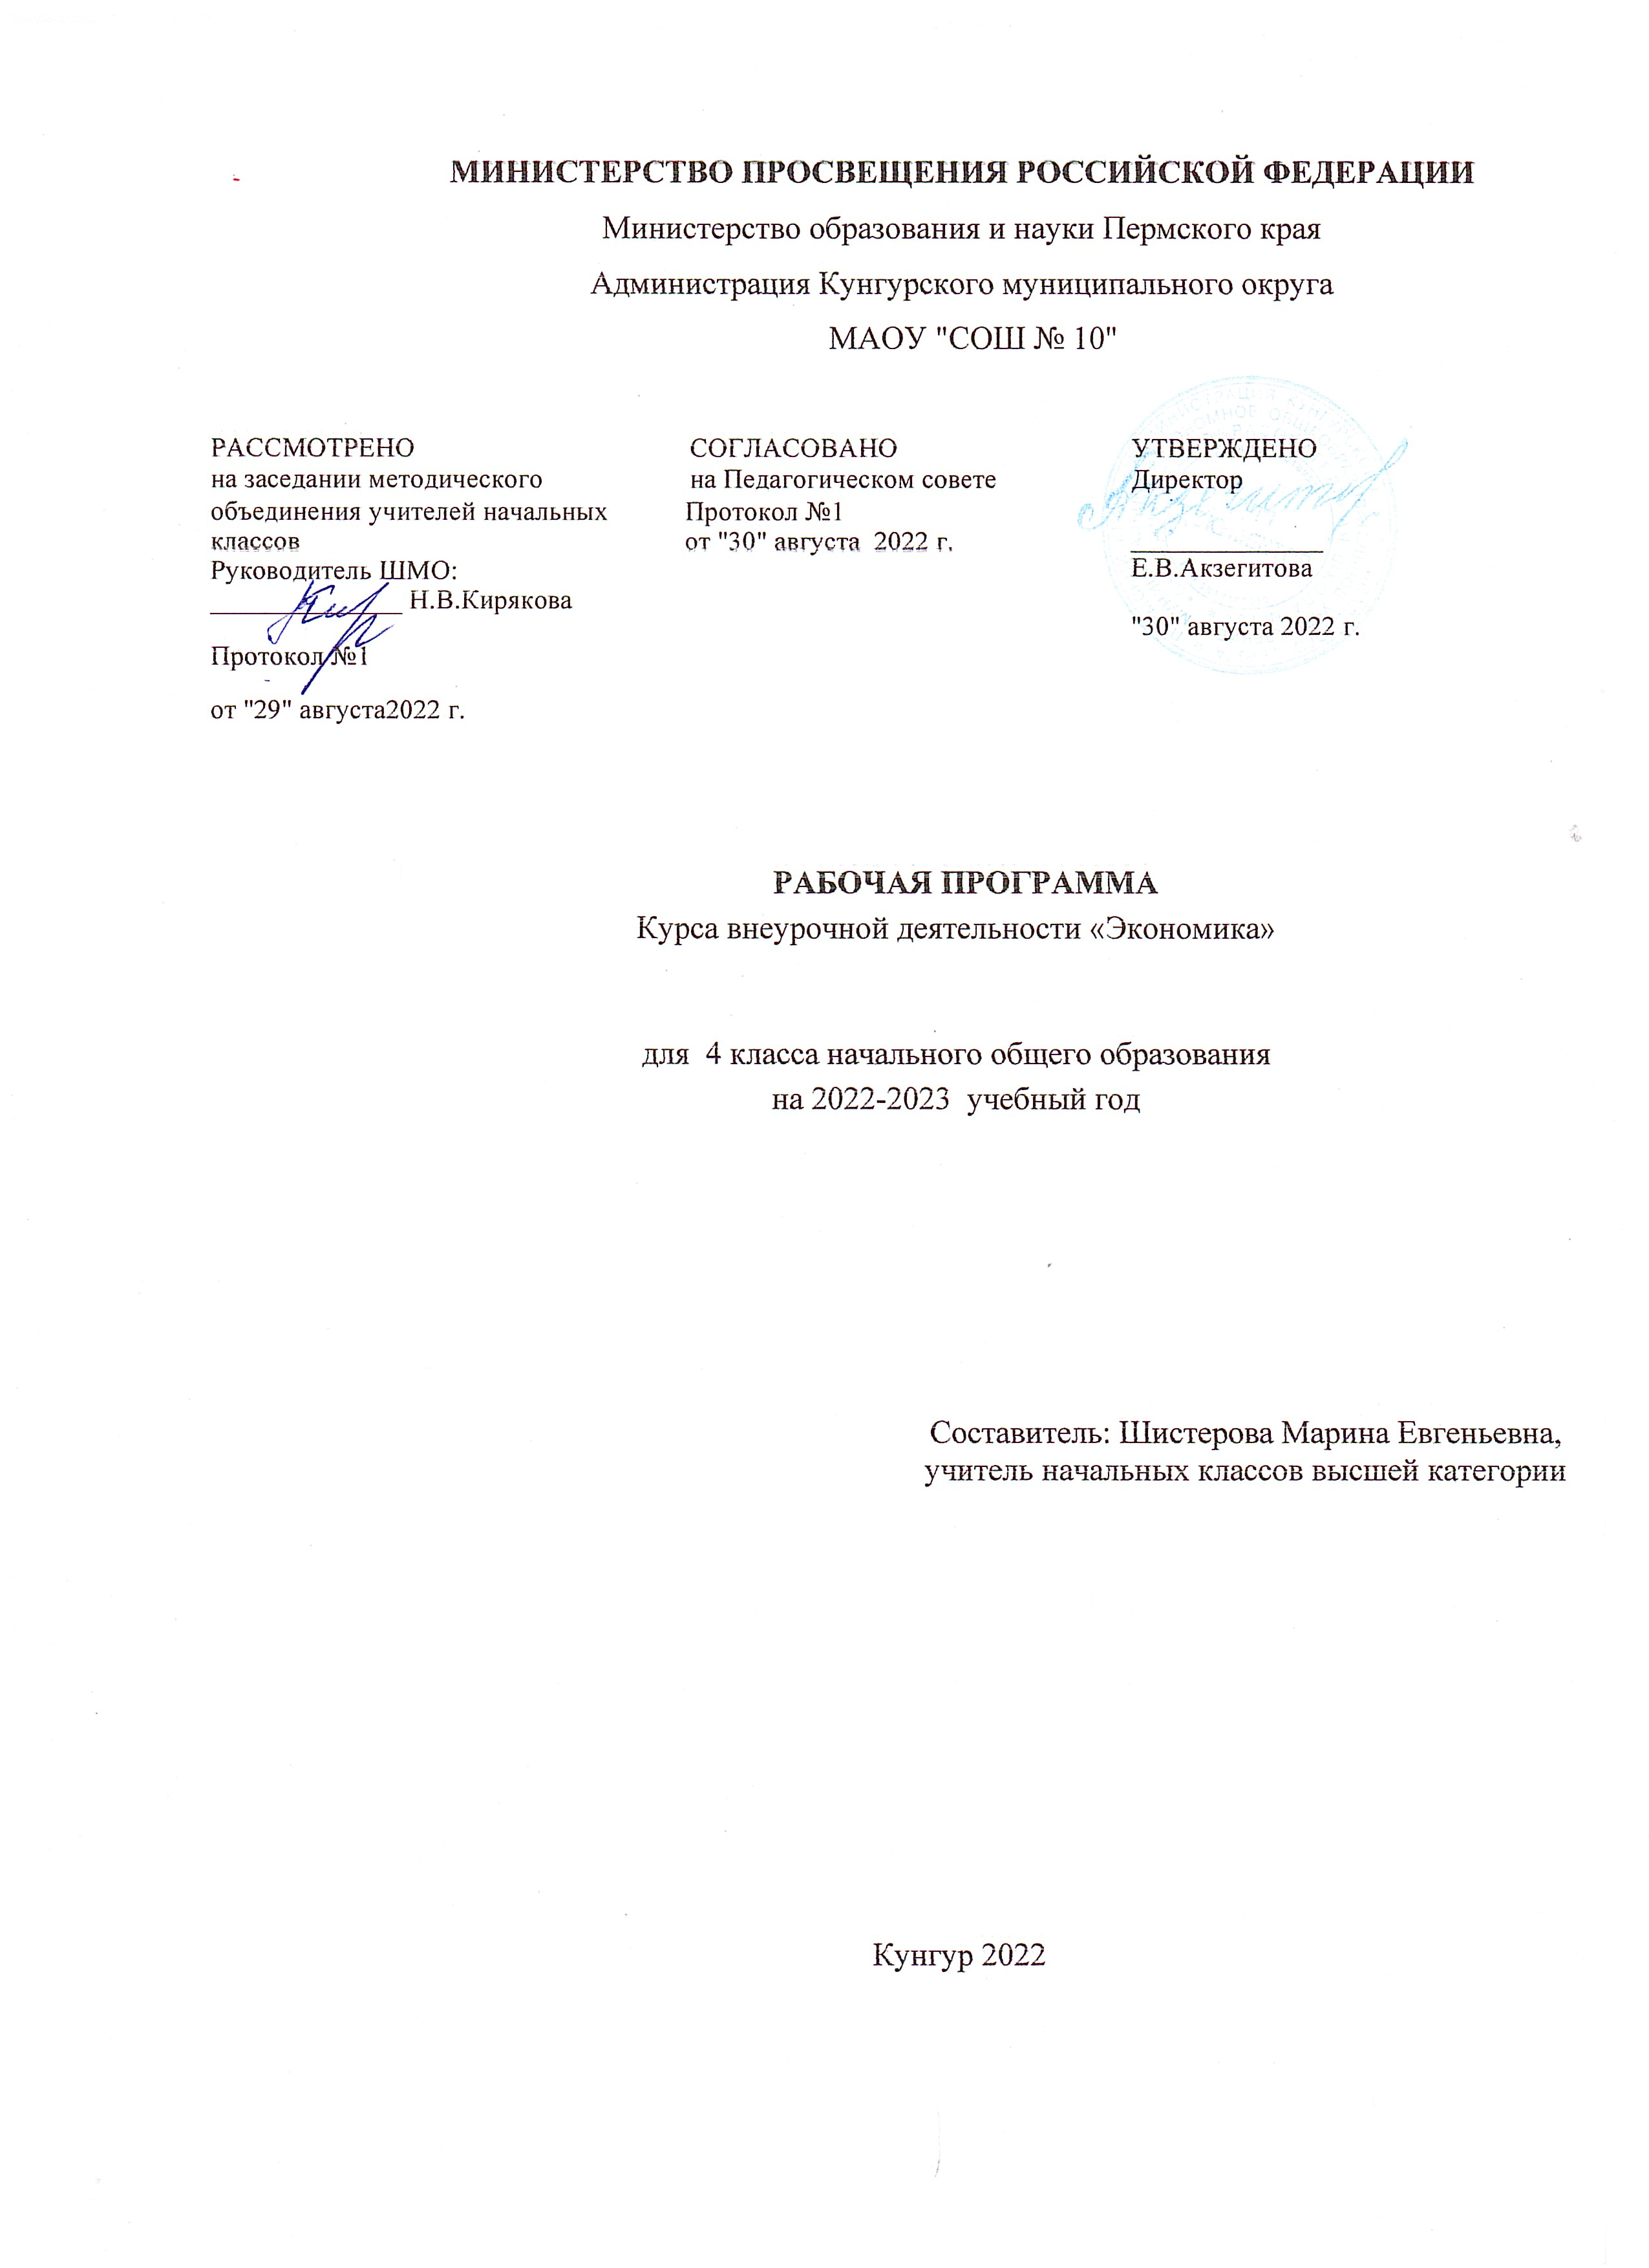 МИНИСТЕРСТВО ПРОСВЕЩЕНИЯ РОССИЙСКОЙ ФЕДЕРАЦИИ
Министерство образования и науки Пермского края
Администрация Кунгурского муниципального округа
МАОУ "СОШ № 10"
РАССМОТРЕНО
на заседании методического
объединения учителей начальных
классов
Руководитель ШМО:
______________ Н.В.Кирякова
Протокол №1
от "29" августа2022 г.
СОГЛАСОВАНО
на Педагогическом совете
Протокол №1
от "30" августа 2022 г.
УТВЕРЖДЕНО
Директор
______________
Е.В.Акзегитова
"30" августа 2022 г.
РАБОЧАЯ ПРОГРАММА
Курса внеурочной деятельности «Экономика»
для 4 класса начального общего образования
на 2022-2023 учебный год
Составитель: Шистерова Марина Евгеньевна,
учитель начальных классов высшей категории
Кунгур 2022